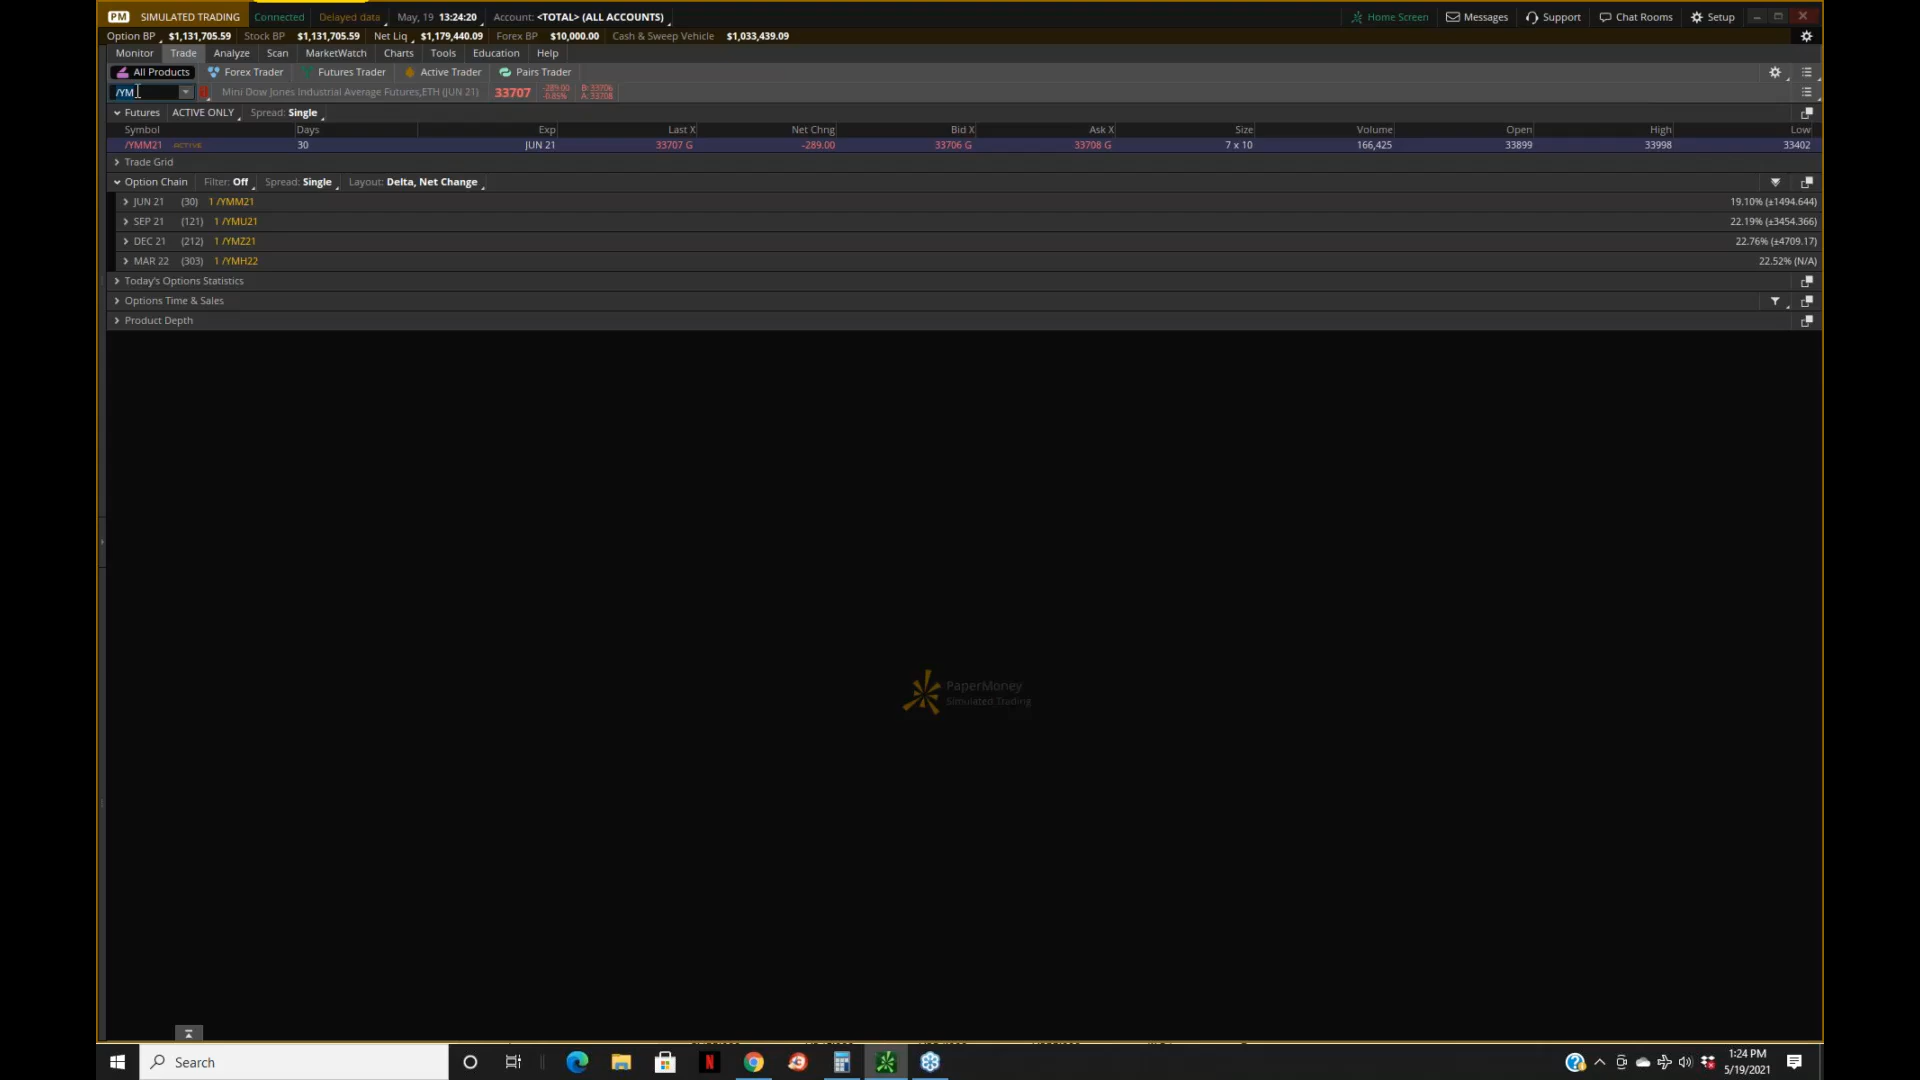 PM SIMULATED TRADING Connected Delayed data May, 19 13:24:20 Account: <TOTAL> (ALL ACCOUNTS) Home Screen Messages Support Chat Rooms Setup
Option BP $1,131,705.59 Stock BP $1,131,705.59 Net Liq $1,179,440.09 Forex BP $10,000.00 Cash & Sweep Vehicle $1,033,439.09
Monitor Trade Analyze Scan MarketWatch Charts Tools Education Help
All Products Forex Trader Futures Trader Active Trader Pairs Trader
/YM Mini Dow Jones Industrial Average Futures,ETH (JUN 21) 33707 -289.00 B: 33706
-0.85% A: 33708
Futures ACTIVE ONLY Spread: Single
Symbol Days Exp Last X Net Chng Bid X Ask X Size Volume Open High Low
/YMM21 ACTIVE 30 JUN 21 33707 G -289.00 33706 G 33708 G 7 x 10 166,425 33899 33998 33402
Trade Grid
Option Chain Filter: Off Spread: Single Layout: Delta, Net Change
JUN 21 (30) 1 /YMM21 19.10% (±1494.644)
SEP 21 (121) 1 /YMU21 22.19% (±3454.366)
DEC 21 (212) 1 /YMZ21 22.76% (±4709.17)
MAR 22 (303) 1 /YMH22 22.52% (N/A)
Today's Options Statistics
Options Time & Sales
Product Depth
PaperMoney
Simulated Trading
Search
1:24 PM
5/19/2021